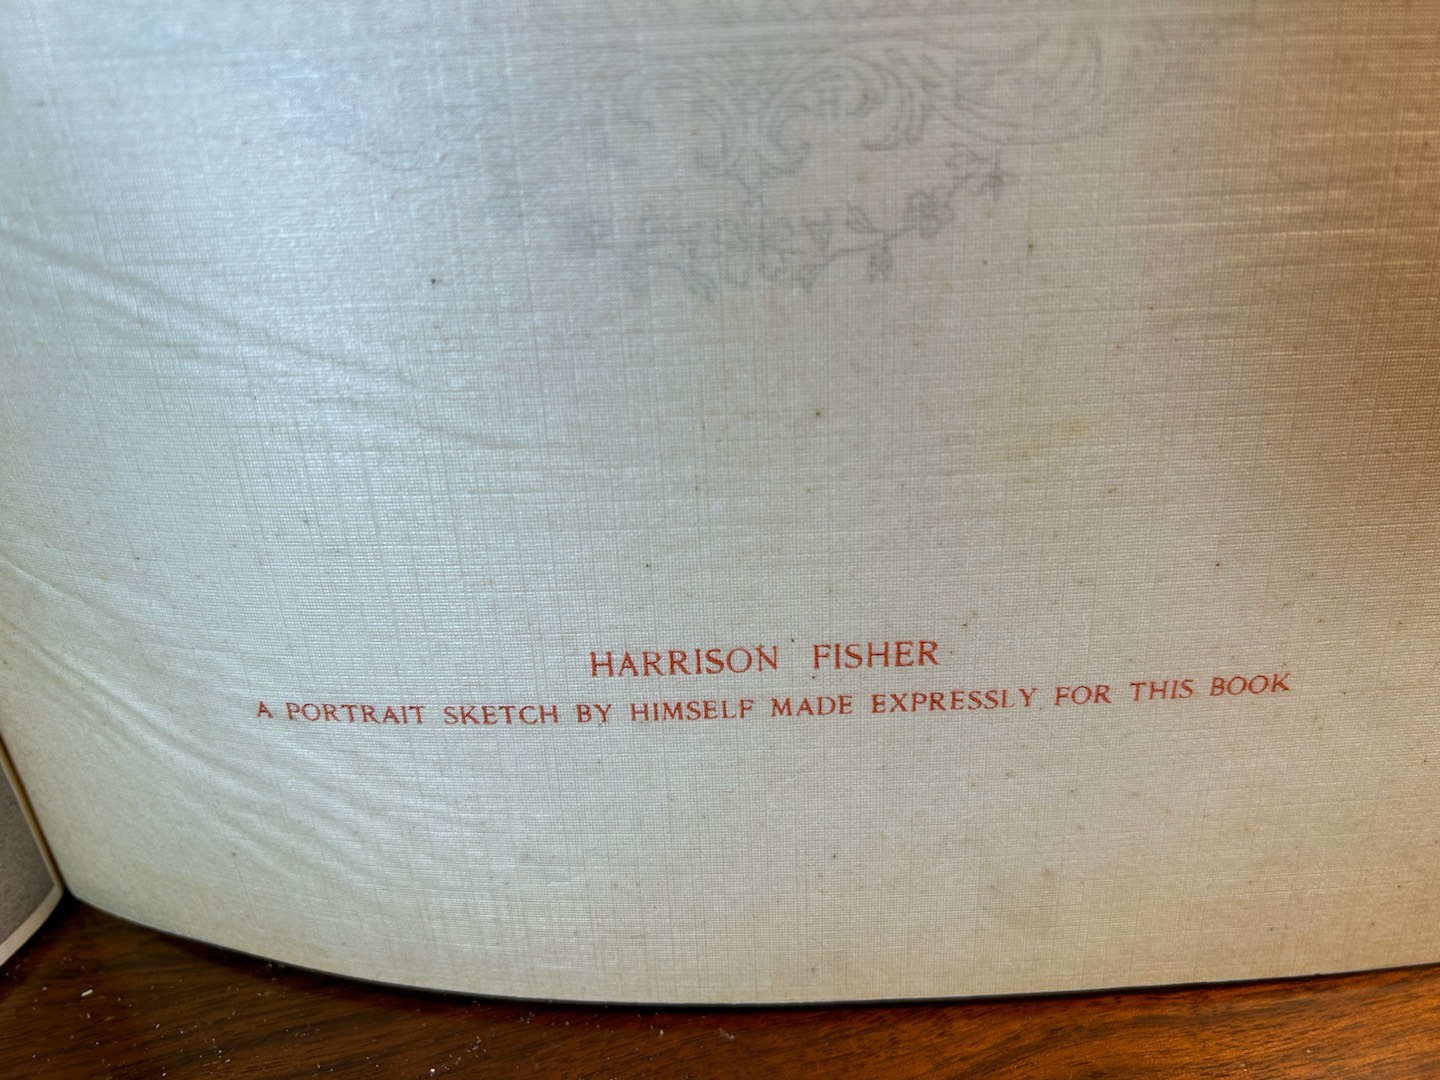 HARRISON FISHER
A PORTRAIT SKETCH BY HIMSELF MADE EXPRESSLY FOR THIS BOOK